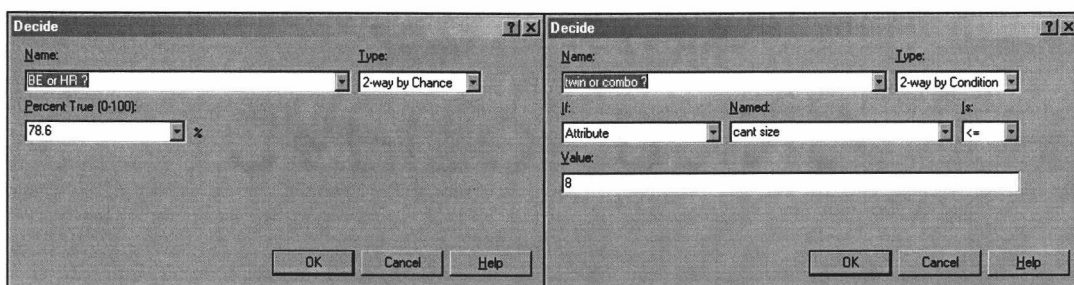 Decide
Name: Type:
BE or HR ? 2-way by Chance
Percent True (0-100):
78.6 %
OK Cancel Help
Decide
Name: Type:
twin or combo ? 2-way by Condition
If: Named: Is:
Attribute cant size <=
Value:
8
OK Cancel Help